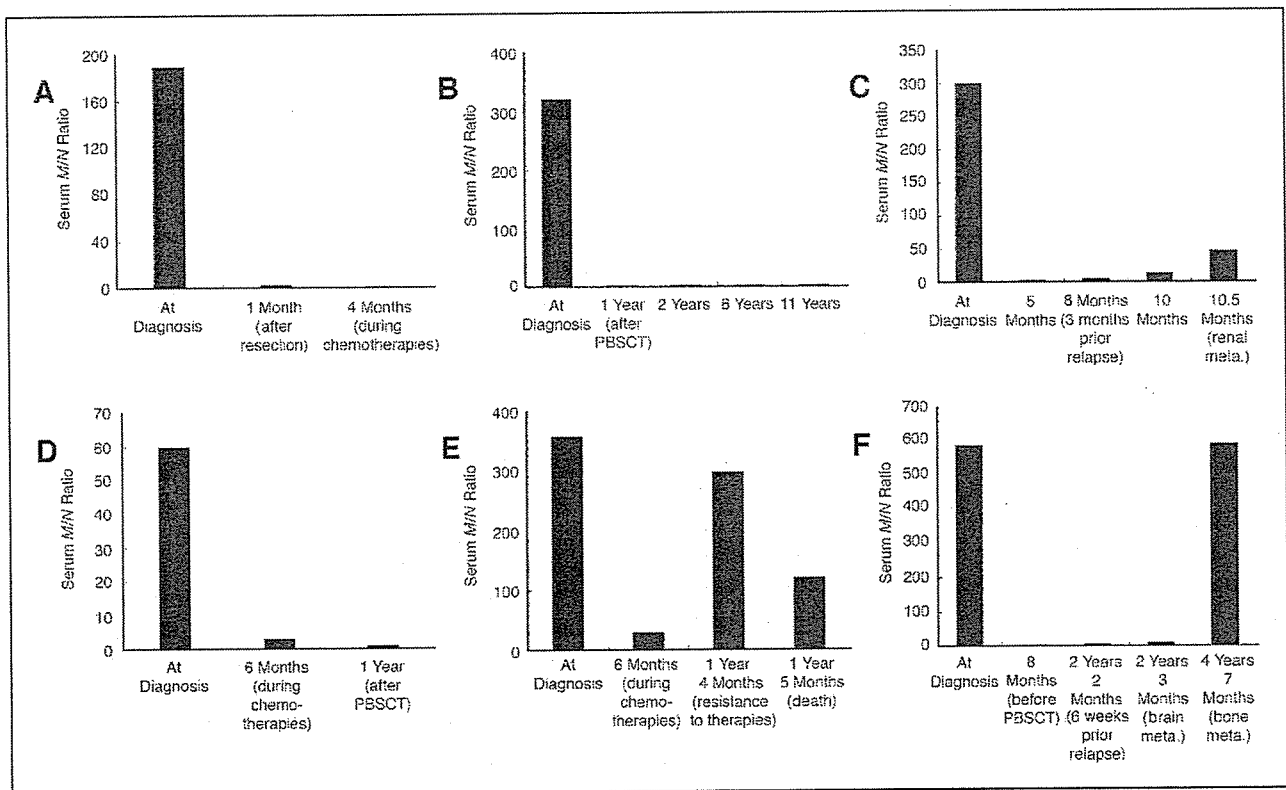 A
Serum M/N Ratio
200
160
120
80
40
0
At
Diagnosis
1 Month
(after
resection)
4 Months
(during
chemotherapies)
B
Serum M/N Ratio
400
300
200
100
0
At
Diagnosis
1 Year
(after
PBSCT)
2 Years
6 Years
11 Years
C
Serum M/N Ratio
350
300
250
200
150
100
50
0
At
Diagnosis
5
Months
8 Months
(3 months
prior
relapse)
10
Months
10.5
Months
(renal
meta.)
D
Serum M/N Ratio
70
60
50
40
30
20
10
0
At
Diagnosis
6 Months
(during
chemo-
therapies)
1 Year
(after
PBSCT)
E
Serum M/N Ratio
400
300
200
100
0
At
Diagnosis
6 Months
(during
chemo-
therapies)
1 Year
4 Months
(resistance
to therapies)
1 Year
5 Months
(death)
F
Serum M/N Ratio
700
600
500
400
300
200
100
0
At
Diagnosis
8
Months
(before
PBSCT)
2 Years
2
Months
(6 weeks
prior
relapse)
2 Years
3
Months
(brain
meta.)
4 Years
7
Months
(bone
meta.)